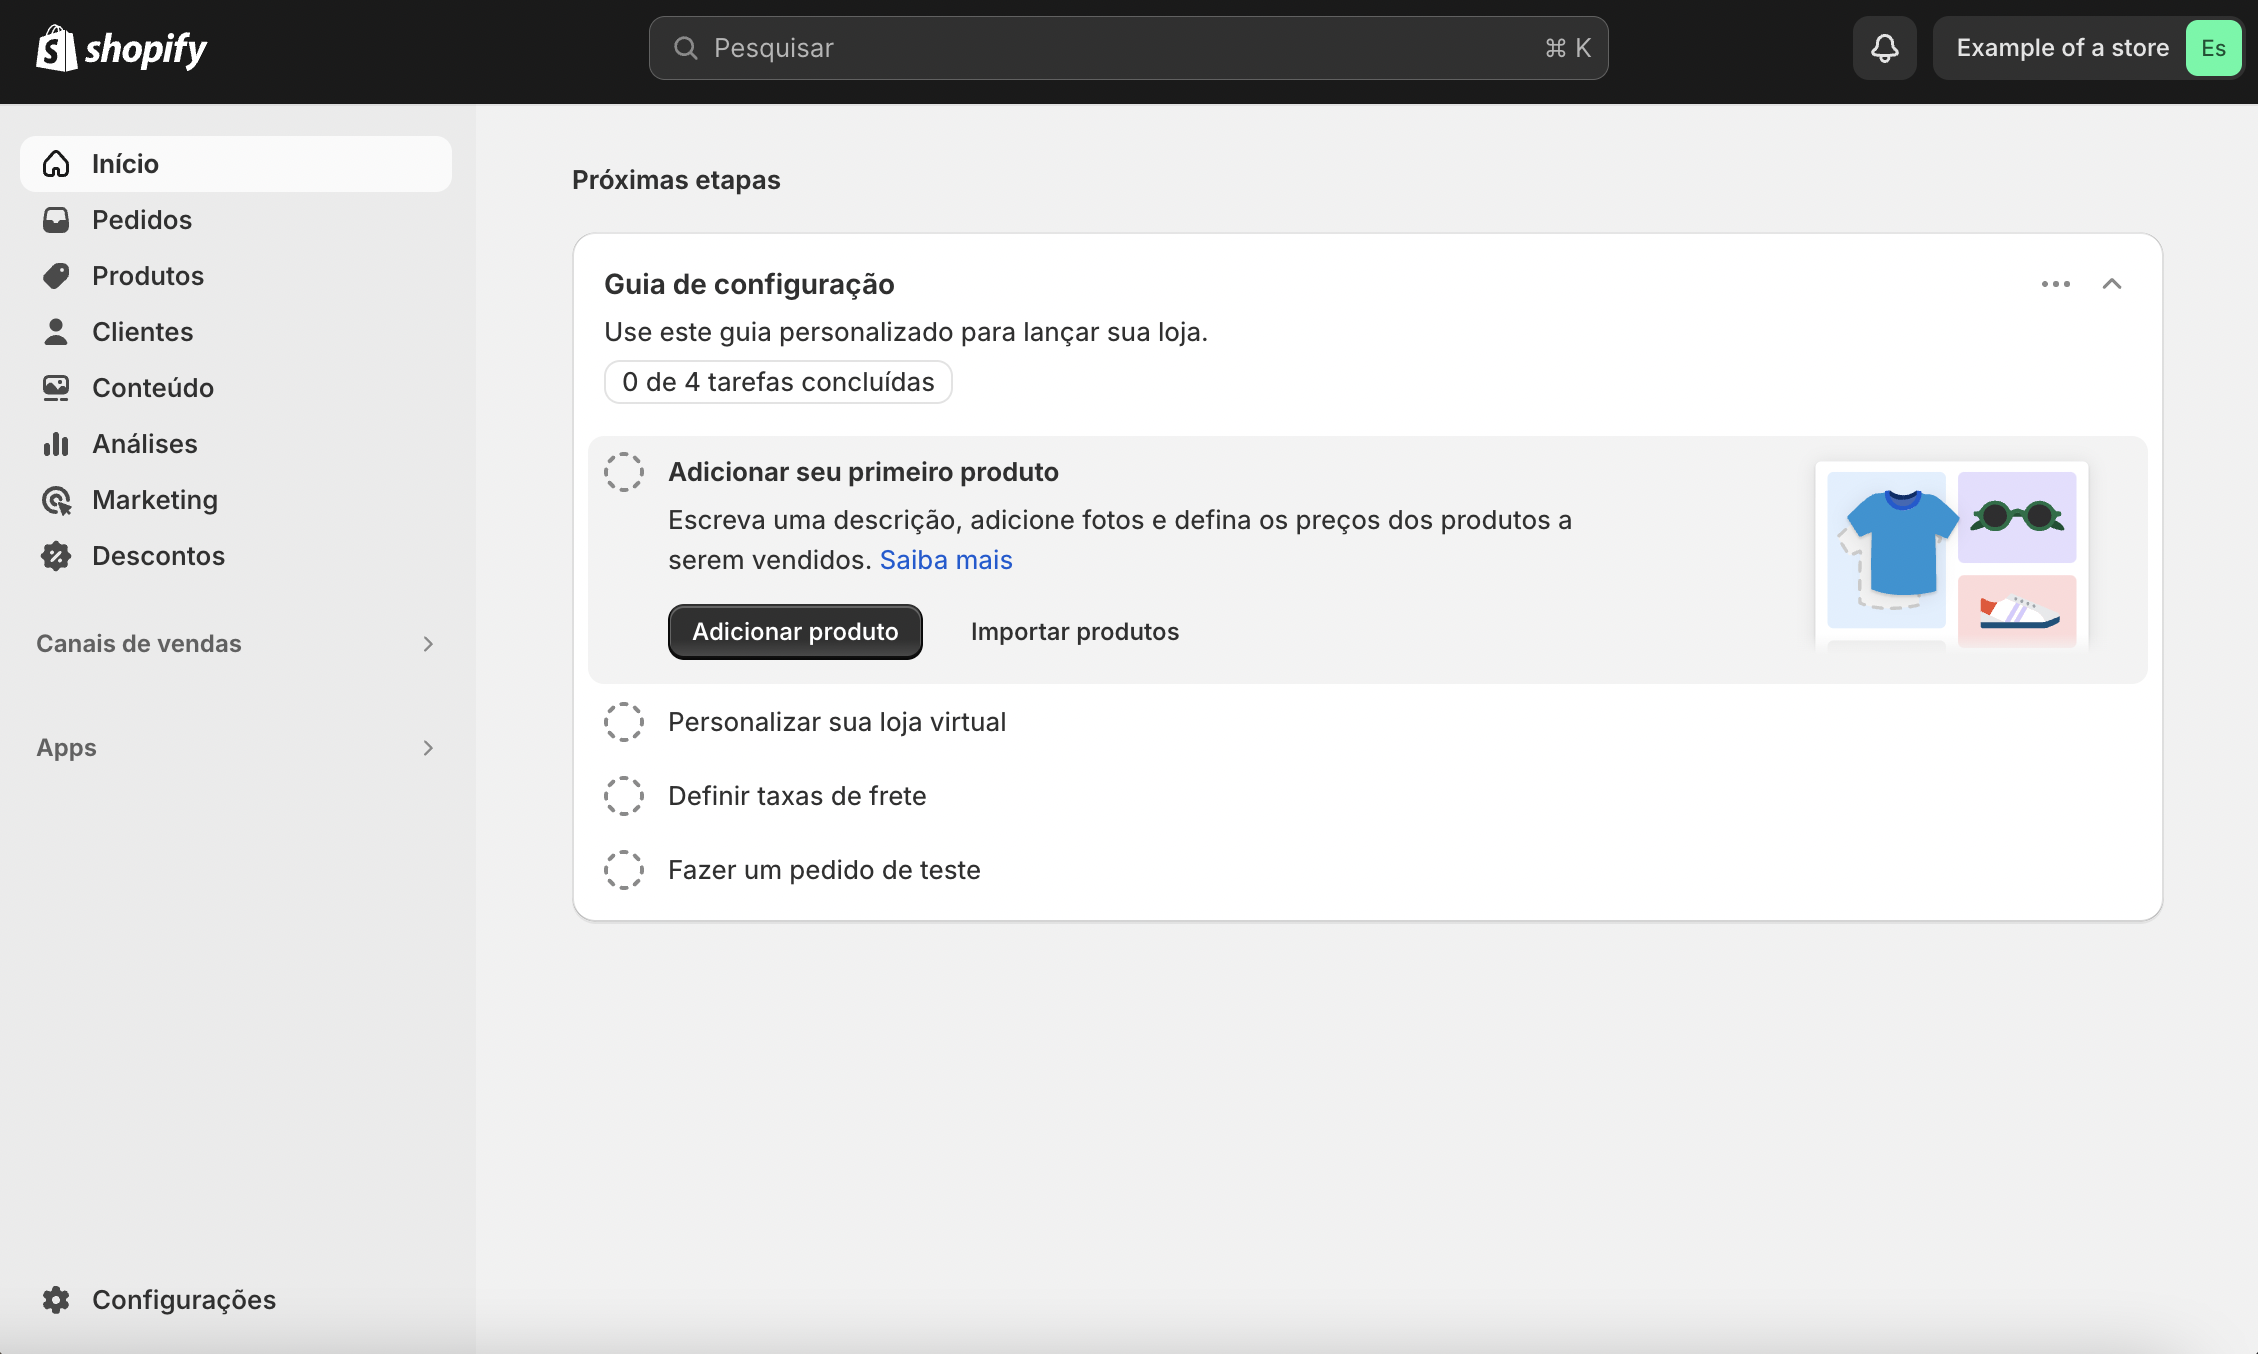 shopify
Pesquisar
⌘ K
Example of a store
Es
Início
Pedidos
Produtos
Clientes
Conteúdo
Análises
Marketing
Descontos
Canais de vendas
Apps
Configurações
Próximas etapas
Guia de configuração
Use este guia personalizado para lançar sua loja.
0 de 4 tarefas concluídas
Adicionar seu primeiro produto
Escreva uma descrição, adicione fotos e defina os preços dos produtos a
serem vendidos. Saiba mais
Adicionar produto
Importar produtos
Personalizar sua loja virtual
Definir taxas de frete
Fazer um pedido de teste